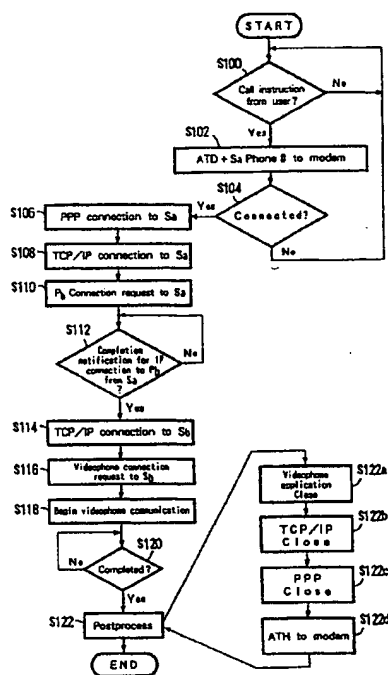 START
S100
Call instruction
from user?
No
Yes
S102
ATD + Sa Phone # to modem
S104
Connected?
Yes
No
S106
PPP connection to Sa
S108
TCP/IP connection to Sa
S110
Pb Connection request to Sa
S112
Completion
notification for IP
connection to Pb
from Sa
?
No
Yes
S114
TCP/IP connection to Sb
S116
Videophone connection
request to Sb
S118
Begin videophone communication
S120
Completed?
No
Yes
S122
Postprocess
END
S122a
Videophone
application
Close
S122b
TCP/IP
Close
S122c
PPP
Close
S122d
ATH to modem